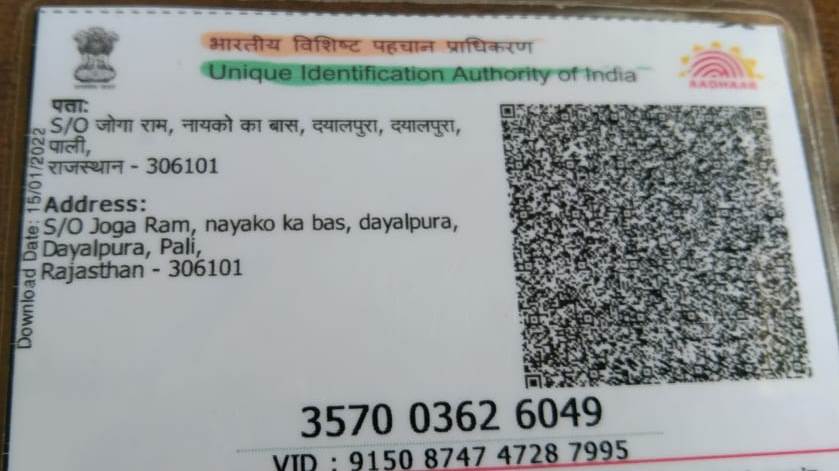 भारतीय विशिष्ट पहचान प्राधिकरण
Unique Identification Authority of India
AADHAAR
पता:
S/O जोगा राम, नायको का बास, दयालपुरा, दयालपुरा,
पाली,
राजस्थान - 306101
Address:
S/O Joga Ram, nayako ka bas, dayalpura,
Dayalpura, Pali,
Rajasthan - 306101
Download Date: 15/01/2022
3570 0362 6049
VID : 9150 8747 4728 7995